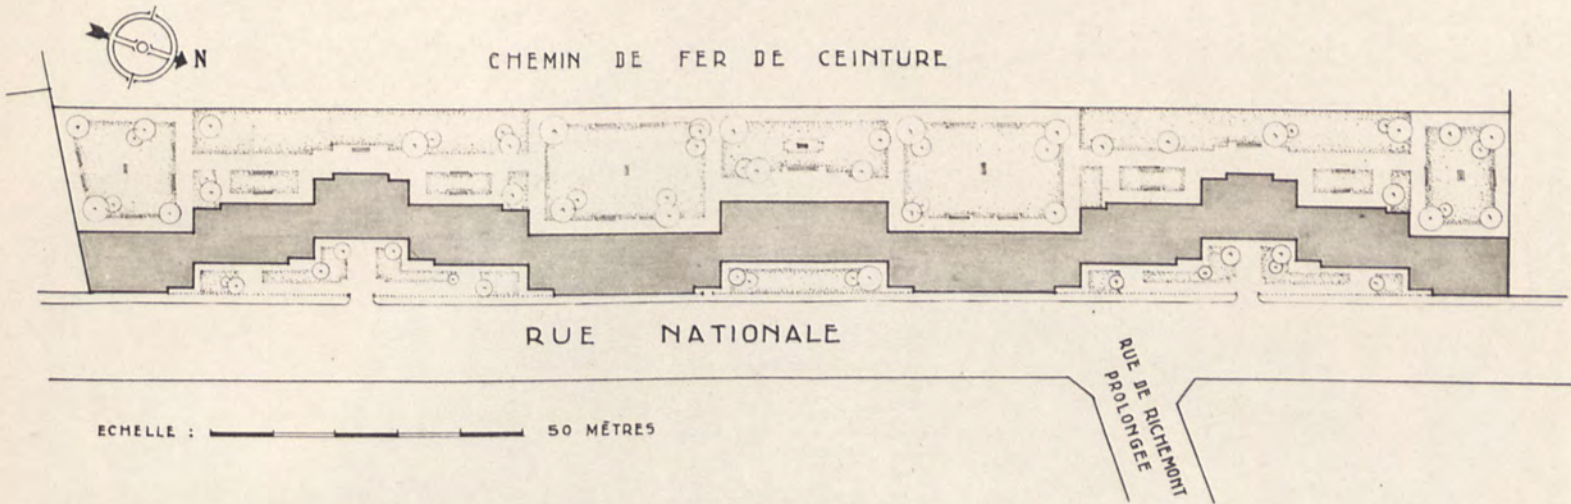 N
CHEMIN DE FER DE CEINTURE
RUE NATIONALE
RUE DE RICHEMONT
PROLONGEE
ECHELLE : 50 MÈTRES